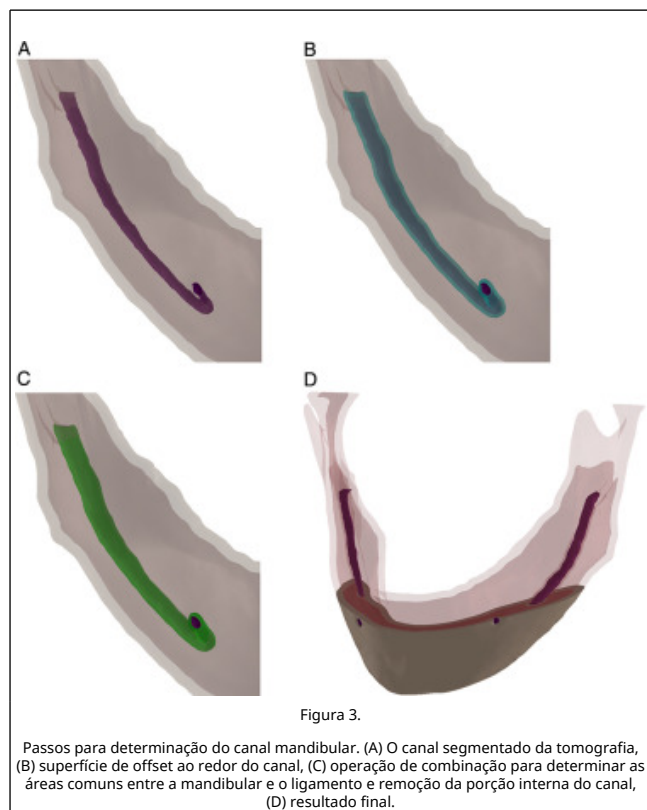 A
B
C
D
Figura 3.
Passos para determinação do canal mandibular. (A) O canal segmentado da tomografia,
(B) superfície de offset ao redor do canal, (C) operação de combinação para determinar as
áreas comuns entre a mandibular e o ligamento e remoção da porção interna do canal,
(D) resultado final.